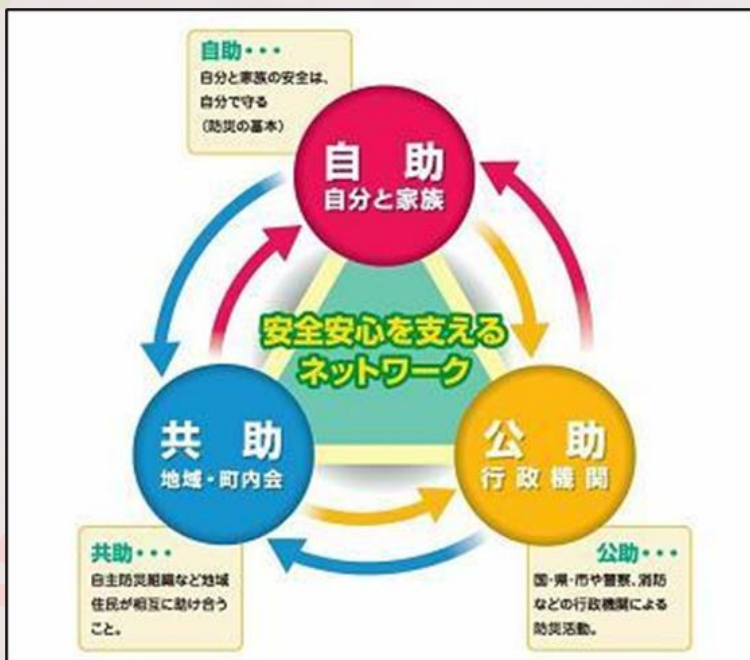 自助・・・
自分と家族の安全は、
自分で守る
（防災の基本）
自　助
自分と家族
安全安心を支える
ネットワーク
共　助
地域・町内会
公　助
行政機関
共助・・・
自主防災組織など地域
住民が相互に助け合う
こと。
公助・・・
国・県・市や警察、消防
などの行政機関による
防災活動。